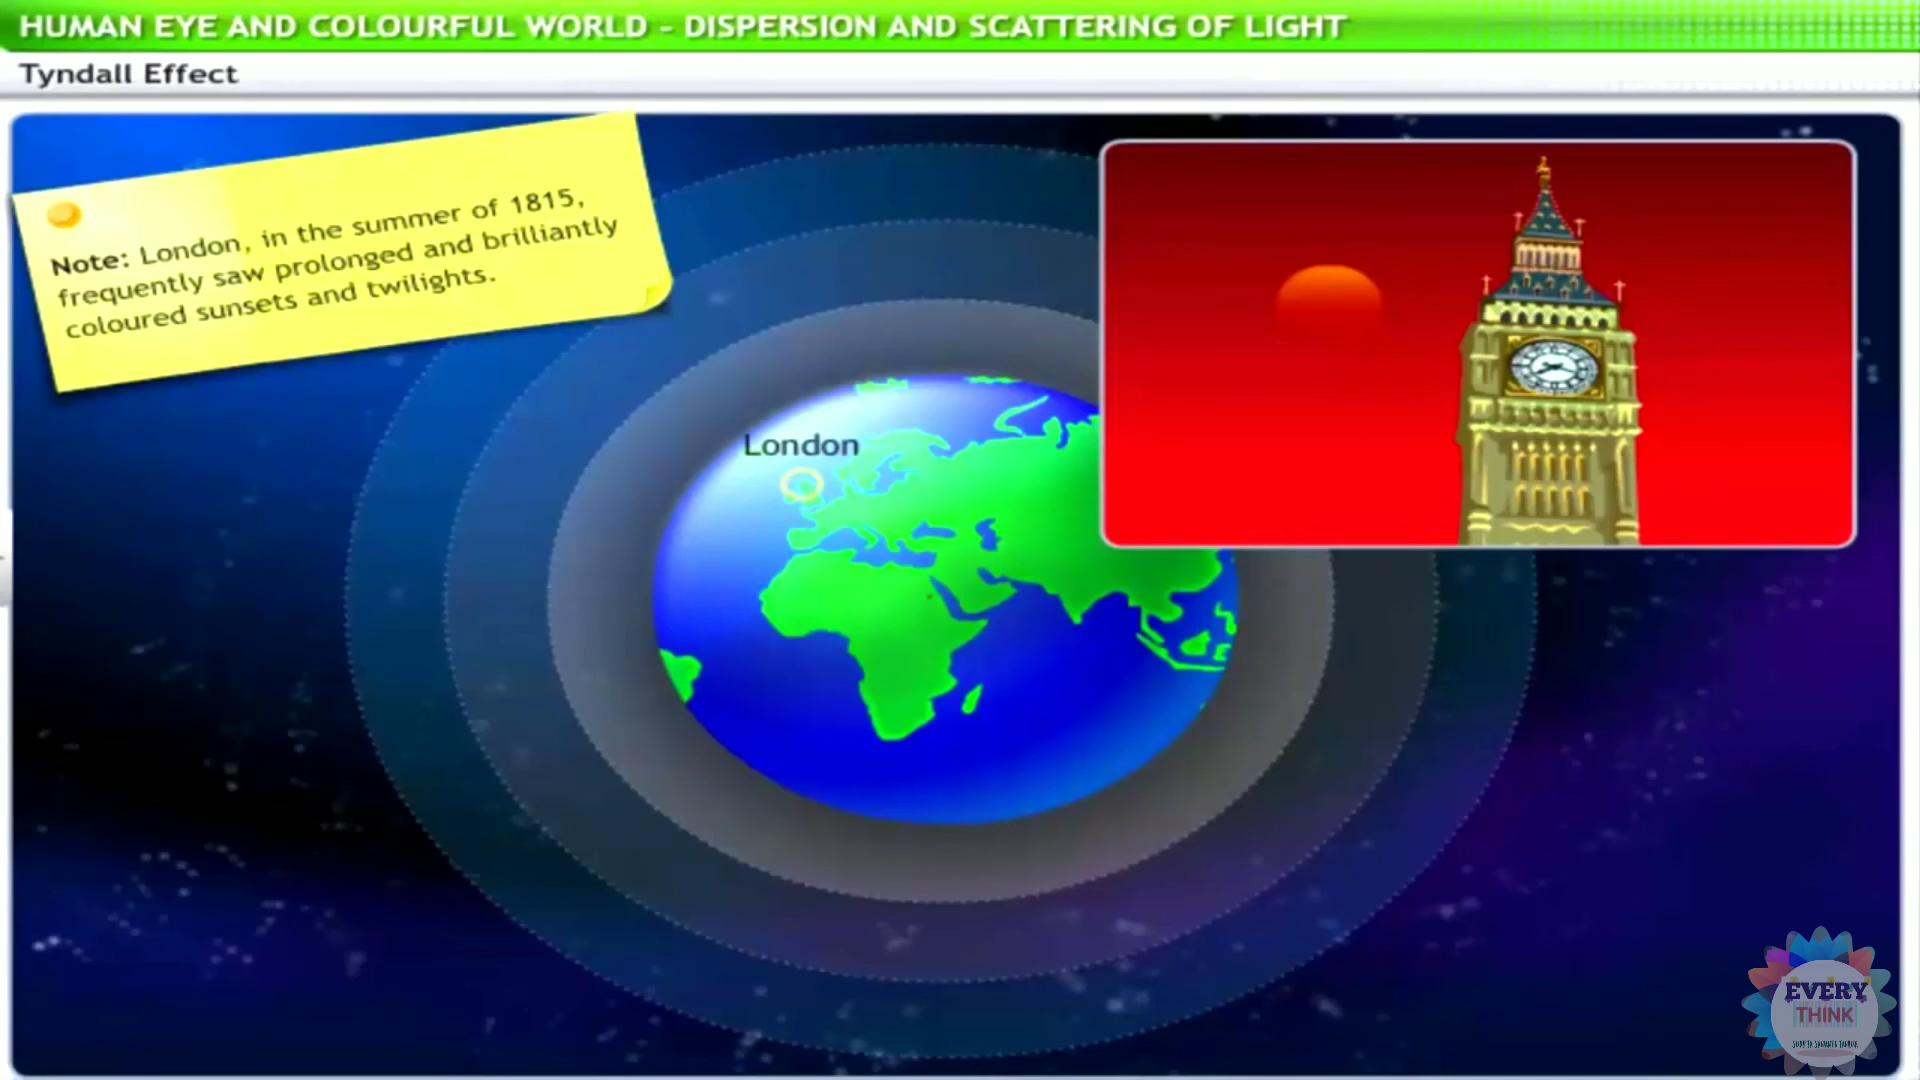 HUMAN EYE AND COLOURFUL WORLD - DISPERSION AND SCATTERING OF LIGHT
Tyndall Effect
Note: London, in the summer of 1815,
frequently saw prolonged and brilliantly
coloured sunsets and twilights.
London
EVERY
THINK